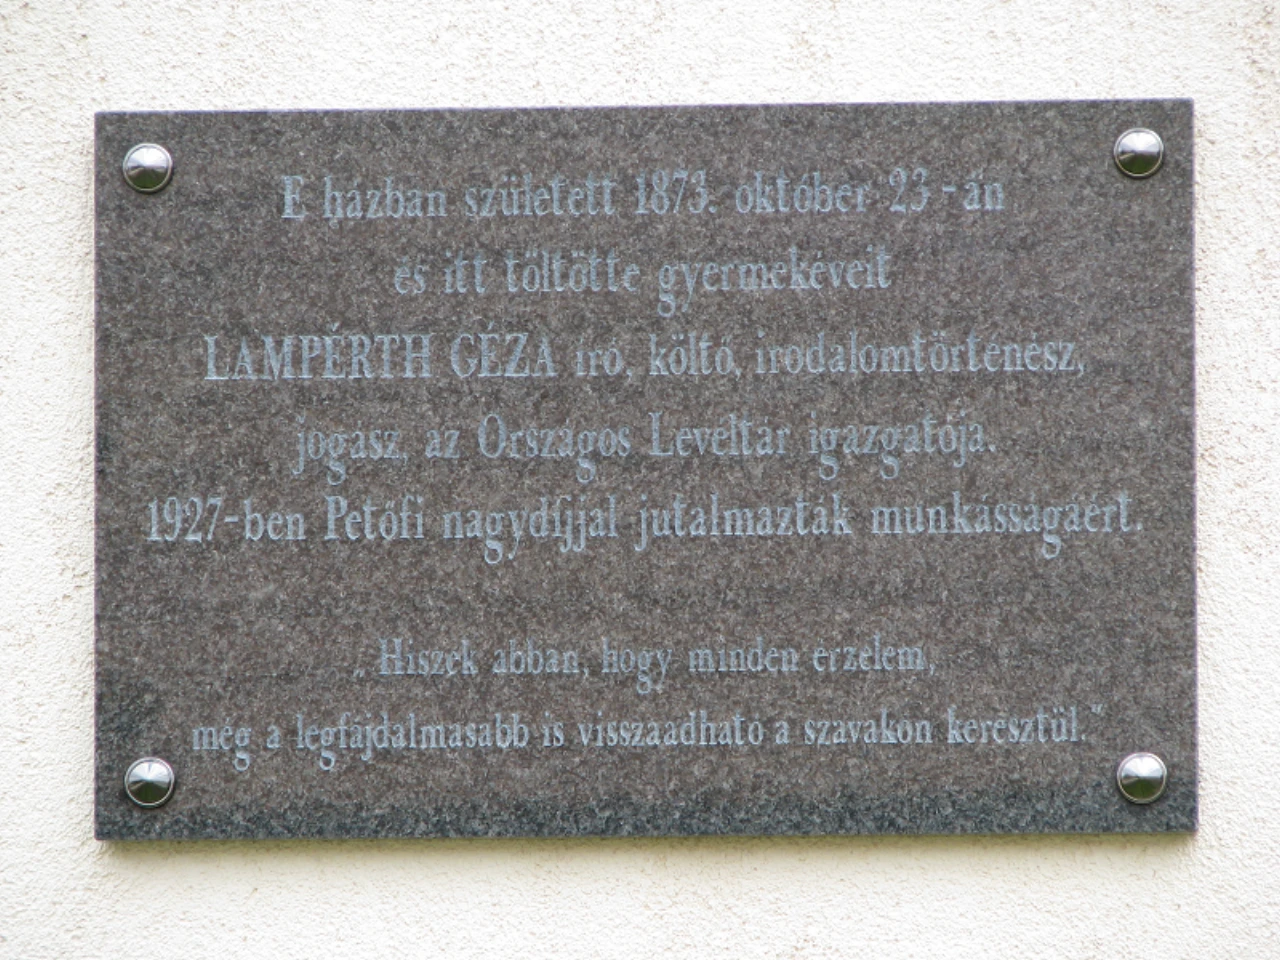 E házban született 1873. október 23-án
és itt töltötte gyermekéveit
LAMPÉRTH GÉZA író, költő, irodalomtörténész,
jogász, az Országos Levéltár igazgatója.
1927-ben Petőfi nagydíjjal jutalmazták munkásságáért.
„Hiszek abban, hogy minden érzelem,
még a legfájdalmasabb is visszaadható a szavakon keresztül."